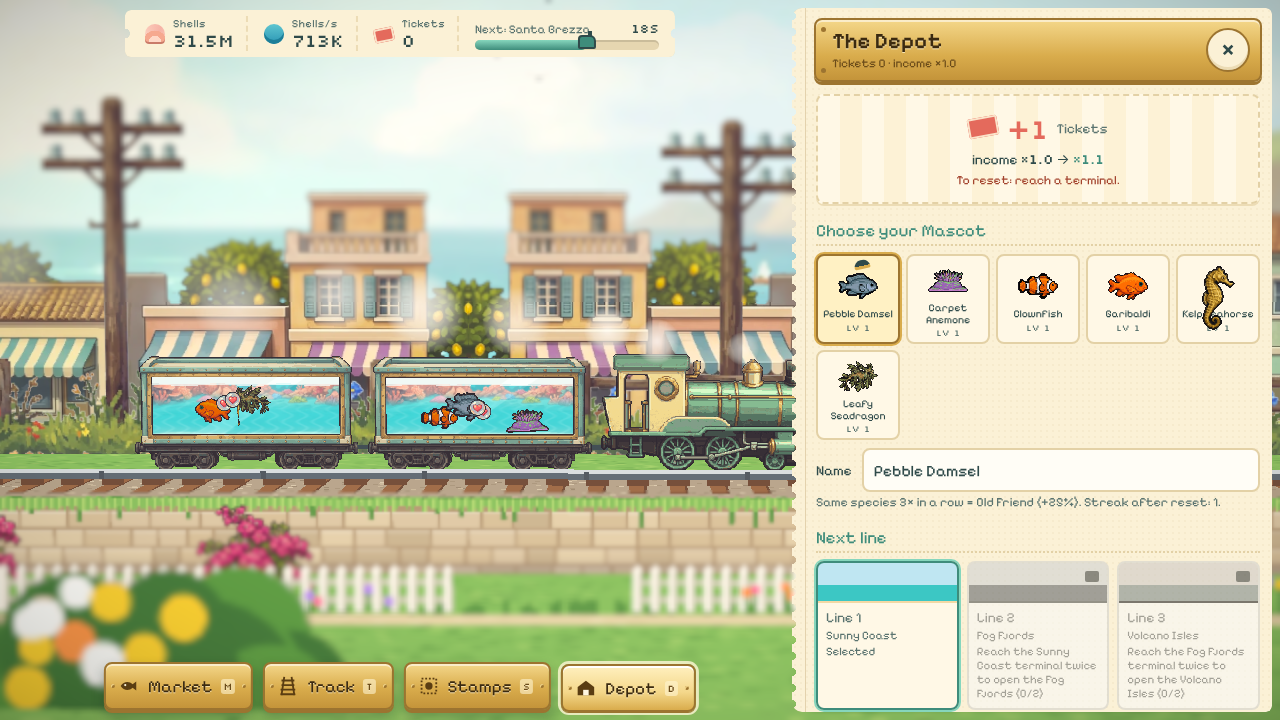 Shells
31.5M
Shells/s
713K
Tickets
0
Next: Santa Grezza
18S
The Depot
Tickets 0 · income ×1.0
+1 Tickets
income ×1.0 → ×1.1
To reset: reach a terminal.
Choose your Mascot
Pebble Damsel
LV 1
Carpet
Anemone
LV 1
Clownfish
LV 1
Garibaldi
LV 1
1
Leafy
Seadragon
LV 1
Name
Pebble Damsel
Same species 3× in a row = Old Friend (+25%). Streak after reset: 1.
Next line
Line 1
Sunny Coast
Selected
Line 2
Fog Fjords
Reach the Sunny
Coast terminal twice
to open the Fog
Fjords (0/2)
Line 3
Volcano Isles
Reach the Fog Fjords
terminal twice to
open the Volcano
Isles (0/2)
Market M
Track T
Stamps S
Depot D